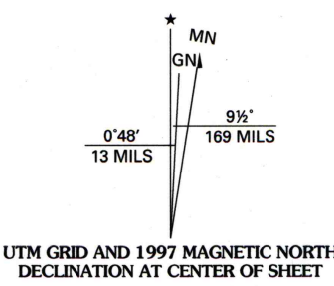 ★
MN
GN
0°48′
13 MILS
9½°
169 MILS
UTM GRID AND 1997 MAGNETIC NORTH
DECLINATION AT CENTER OF SHEET